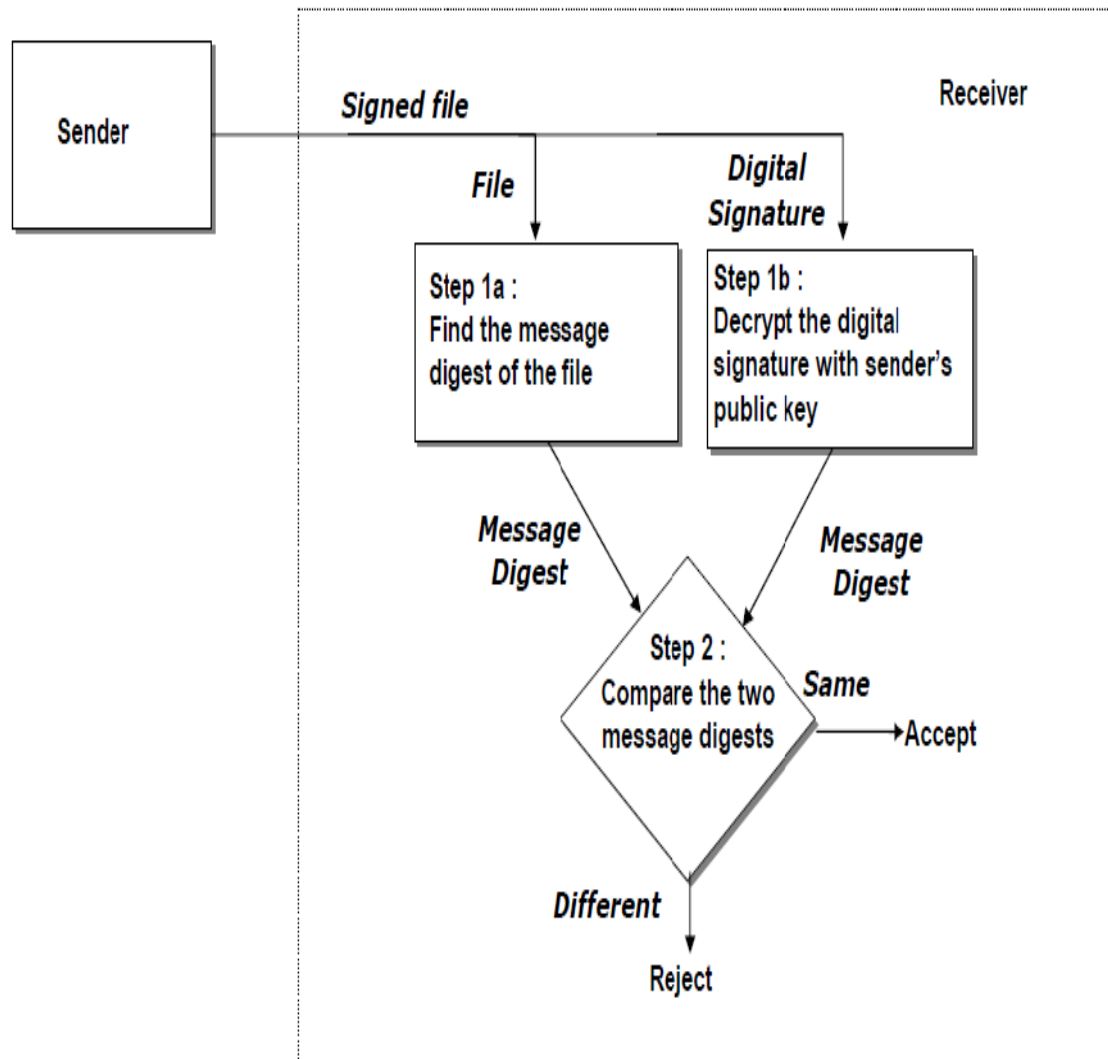 Sender
Signed file
Receiver
File
Digital
Signature
Step 1a :
Find the message
digest of the file
Step 1b :
Decrypt the digital
signature with sender's
public key
Message
Digest
Message
Digest
Step 2 :
Compare the two
message digests
Same
Accept
Different
Reject